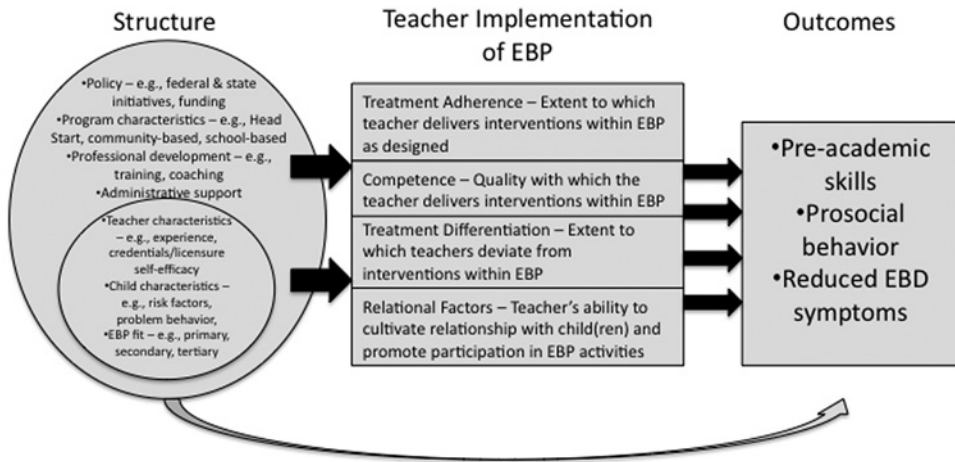 Structure
•Policy – e.g., federal & state
initiatives, funding
•Program characteristics – e.g., Head
Start, community-based, school-based
•Professional development – e.g.,
training, coaching
•Administrative support
•Teacher characteristics
– e.g., experience,
credentials/licensure
self-efficacy
•Child characteristics –
e.g., risk factors,
problem behavior,
•EBP fit – e.g., primary,
secondary, tertiary
Teacher Implementation
of EBP
Treatment Adherence – Extent to which
teacher delivers interventions within EBP
as designed
Competence – Quality with which the
teacher delivers interventions within EBP
Treatment Differentiation – Extent
to which teachers deviate from
interventions within EBP
Relational Factors – Teacher's ability to
cultivate relationship with child(ren) and
promote participation in EBP activities
Outcomes
•Pre-academic
skills
•Prosocial
behavior
•Reduced EBD
symptoms